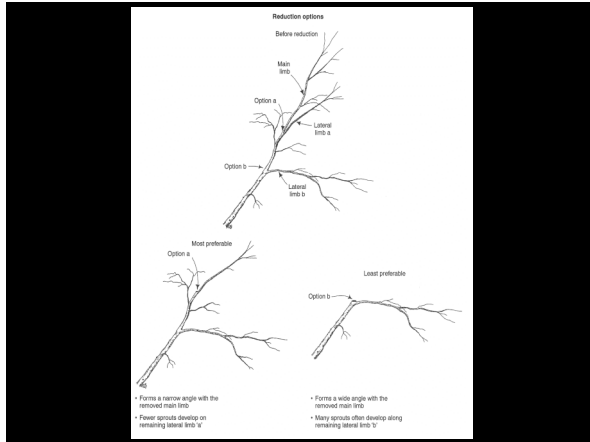 Reduction options
Before reduction
Main
limb
Option a
Lateral
limb a
Option b
Lateral
limb b
Most preferable
Option a
Least preferable
Option b
• Forms a narrow angle with the
removed main limb
• Fewer sprouts develop on
remaining lateral limb 'a'
• Forms a wide angle with the
removed main limb
• Many sprouts often develop along
remaining lateral limb 'b'